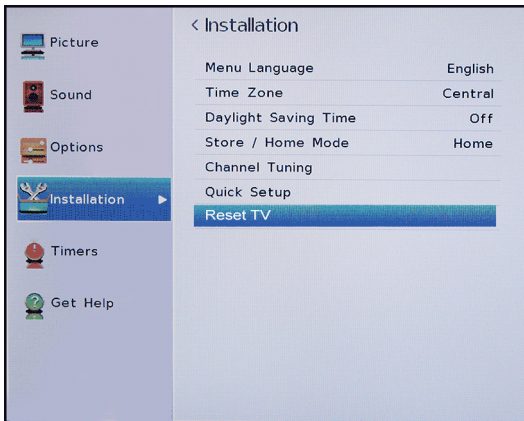 Picture
Sound
Options
Installation
Timers
Get Help
< Installation
Menu Language English
Time Zone Central
Daylight Saving Time Off
Store / Home Mode Home
Channel Tuning
Quick Setup
Reset TV